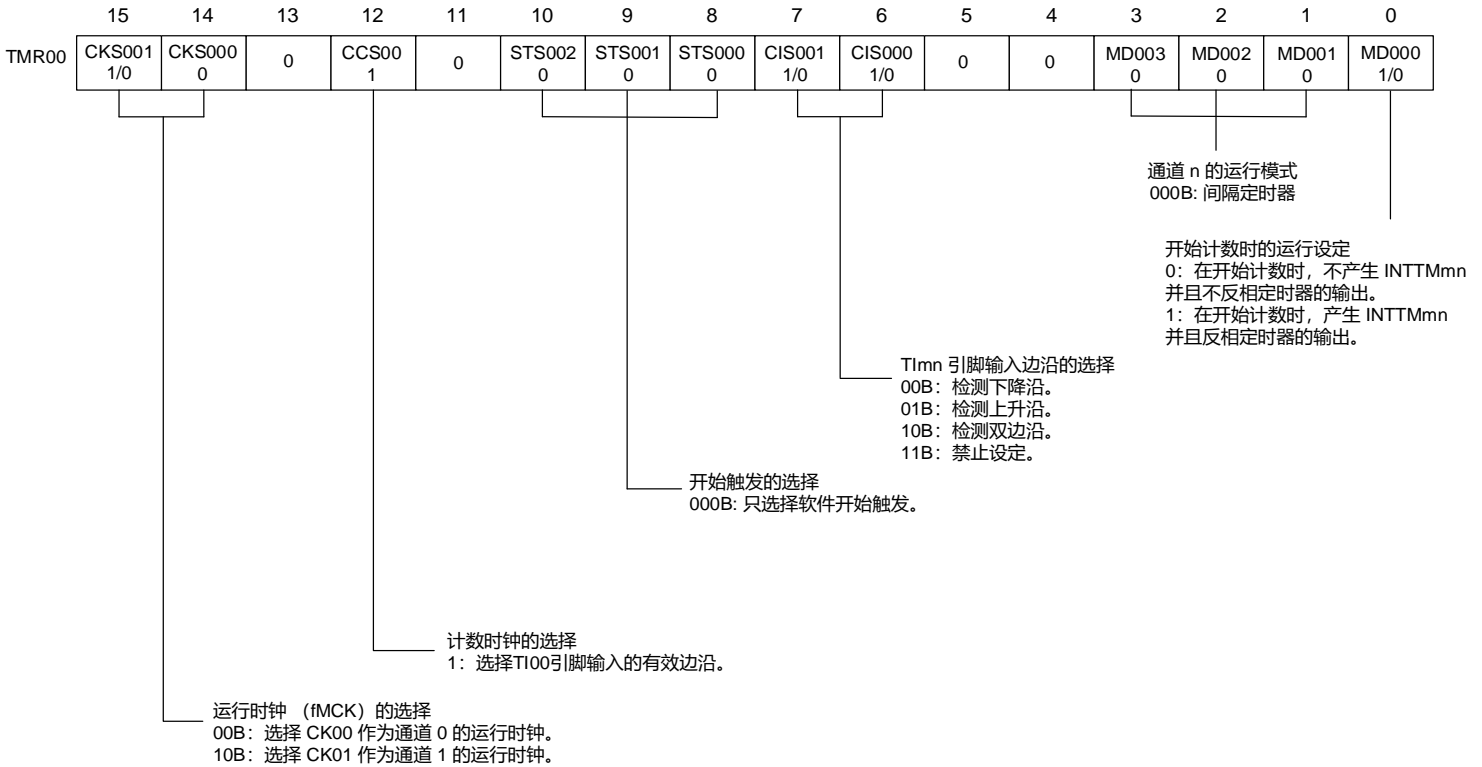 15 14 13 12 11 10 9 8 7 6 5 4 3 2 1 0
TMR00 CKS001 CKS000 0 CCS00 0 STS002 STS001 STS000 CIS001 CIS000 0 0 MD003 MD002 MD001 MD000
1/0 0 1 0 0 0 1/0 1/0 0 0 0 1/0
通道 n 的运行模式
000B: 间隔定时器
开始计数时的运行设定
0：在开始计数时，不产生 INTTMmn
并且不反相定时器的输出。
1：在开始计数时，产生 INTTMmn
并且反相定时器的输出。
TImn 引脚输入边沿的选择
00B：检测下降沿。
01B：检测上升沿。
10B：检测双边沿。
11B：禁止设定。
开始触发的选择
000B: 只选择软件开始触发。
计数时钟的选择
1：选择TI00引脚输入的有效边沿。
运行时钟 （fMCK）的选择
00B：选择 CK00 作为通道 0 的运行时钟。
10B：选择 CK01 作为通道 1 的运行时钟。